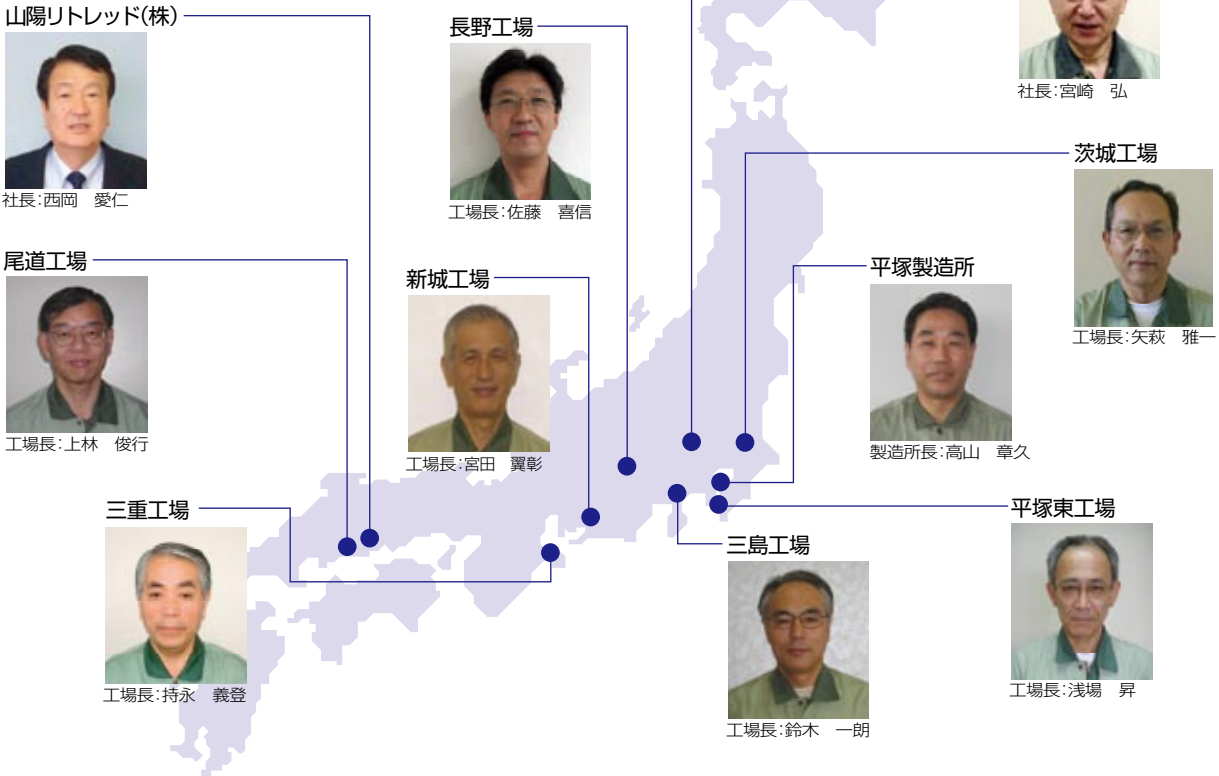 山陽リトレッド(株)
社長:西岡　愛仁
長野工場
工場長:佐藤　喜信
社長:宮崎　弘
茨城工場
工場長:矢萩　雅一
尾道工場
工場長:上林　俊行
新城工場
工場長:宮田　翼彰
平塚製造所
製造所長:高山　章久
三重工場
工場長:持永　義登
三島工場
工場長:鈴木　一朗
平塚東工場
工場長:浅場　昇